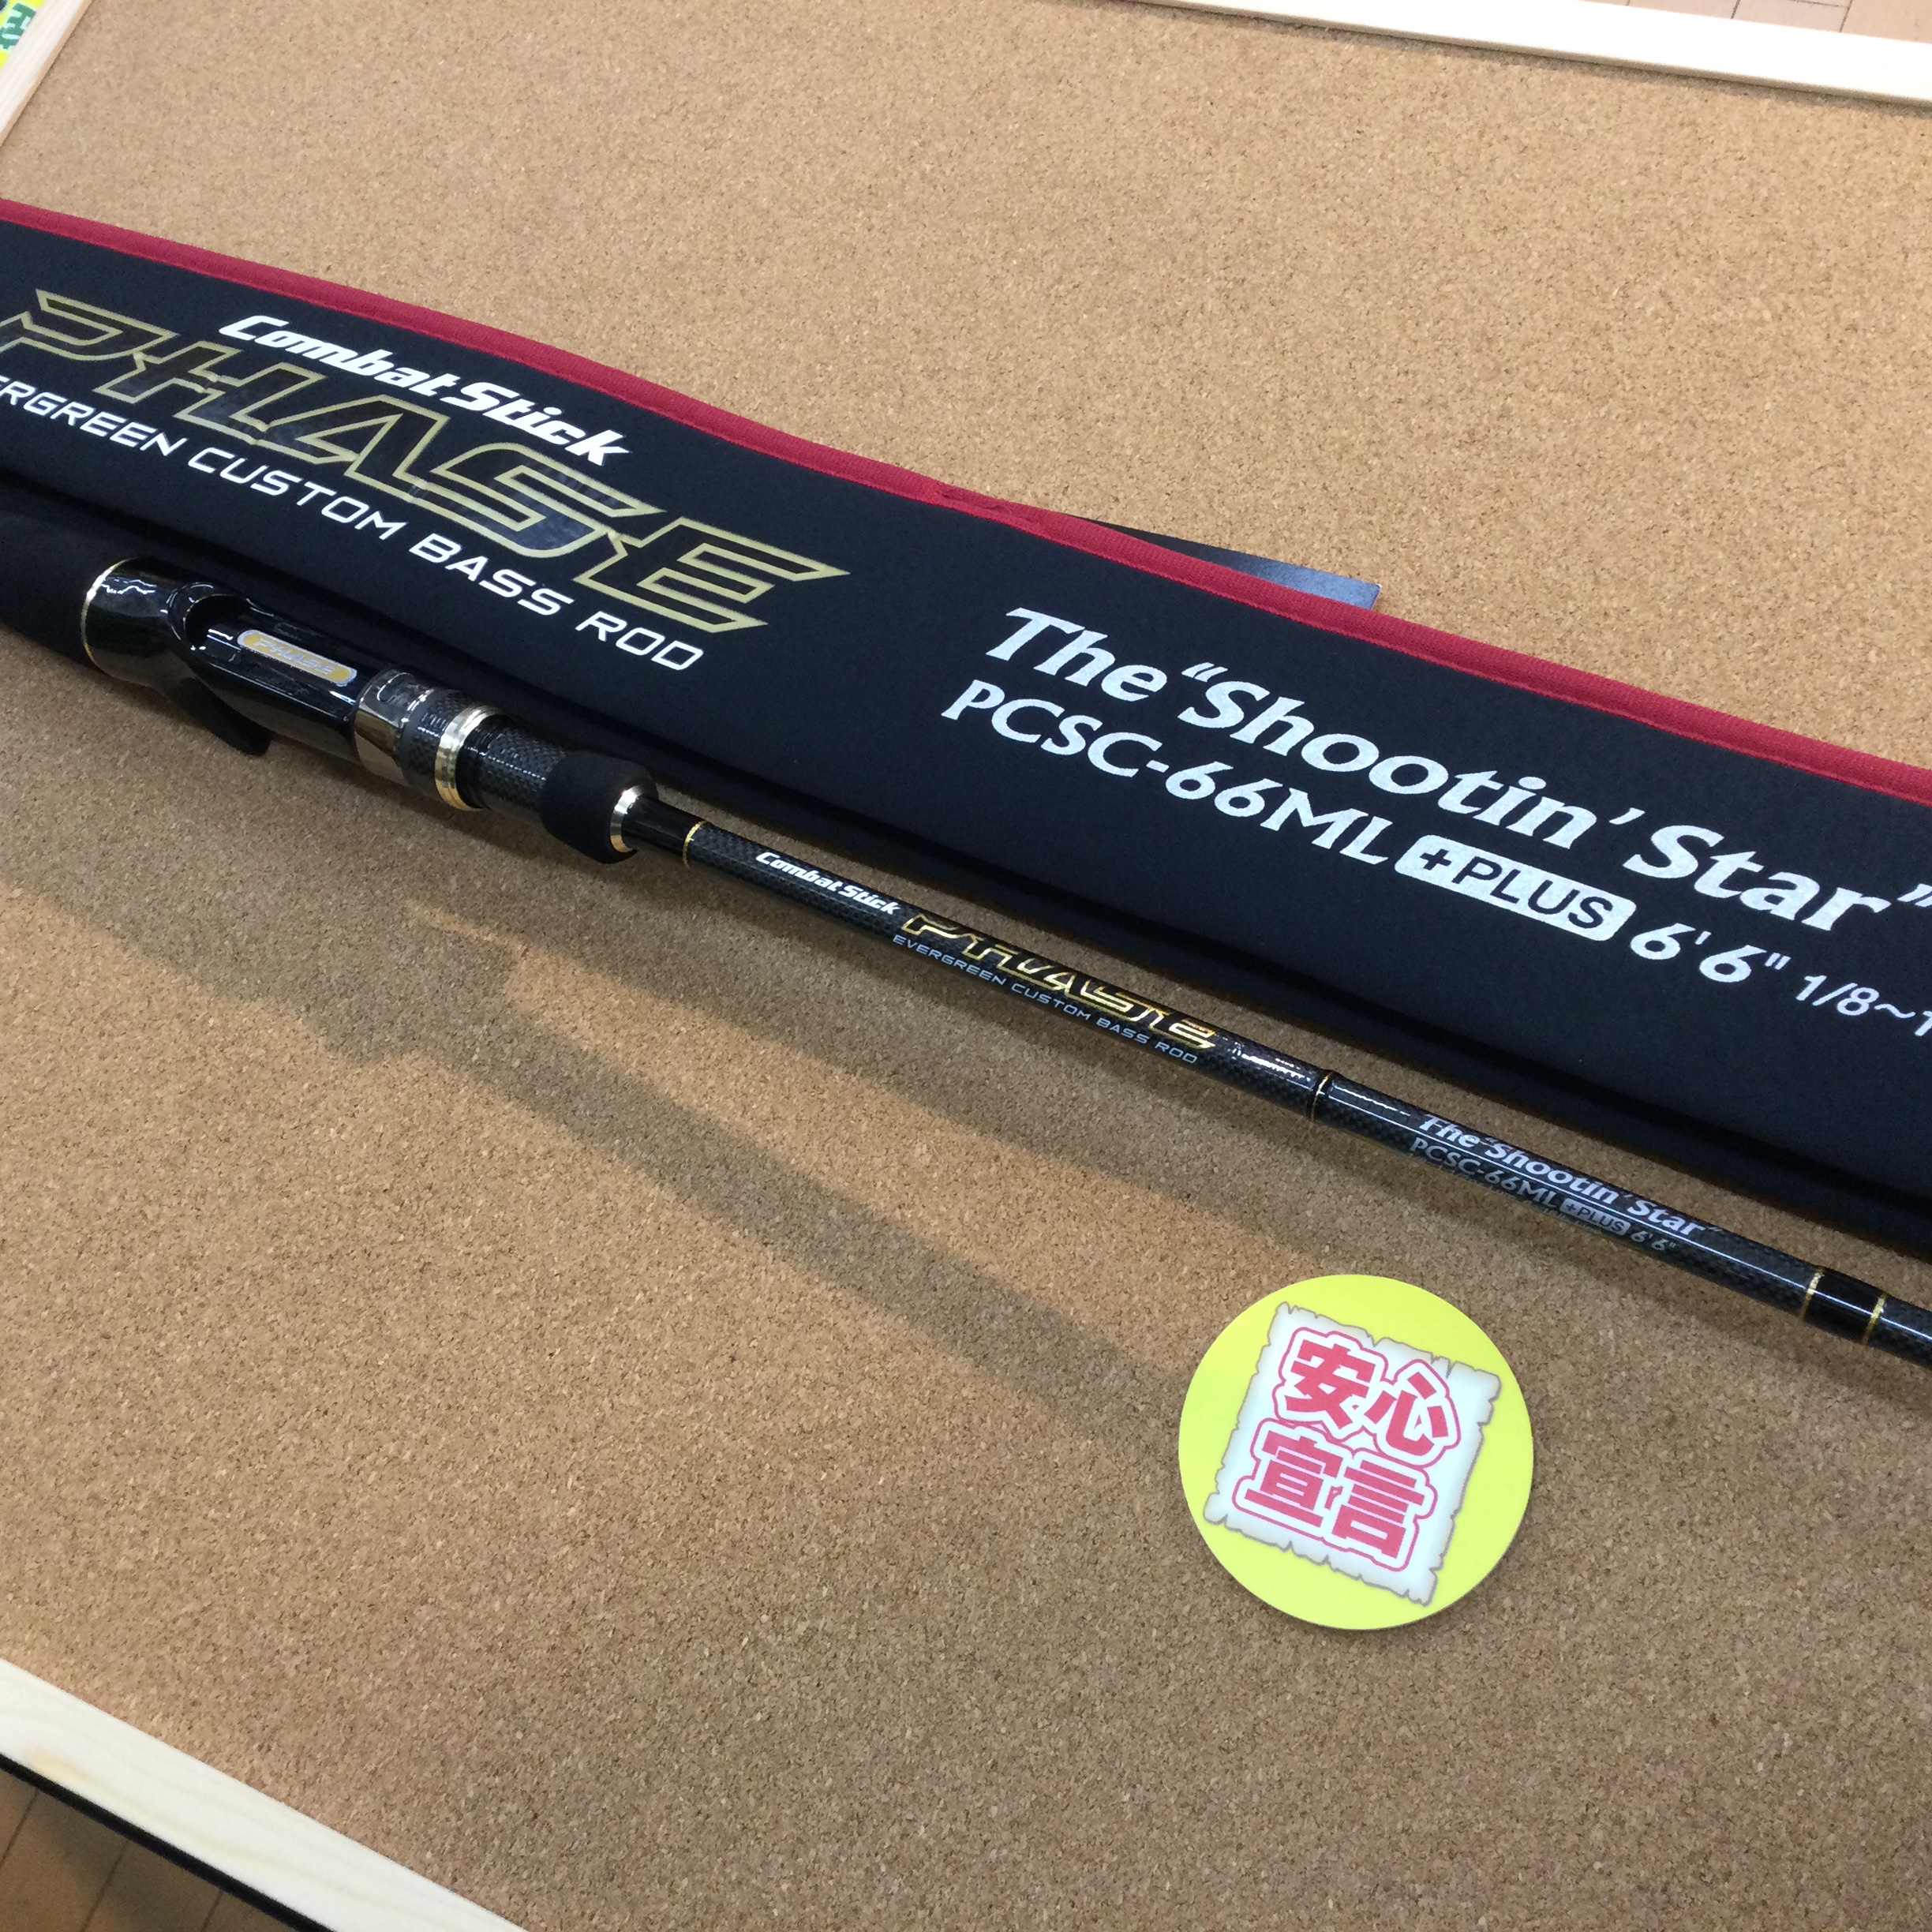 Combat Stick
PHASE
EVERGREEN CUSTOM BASS ROD
The "Shootin' Star"
PCSC-66ML +PLUS 6'6" 1/8~1
PHASE
Combat Stick
PHASE
EVERGREEN CUSTOM BASS ROD
The "Shootin' Star"
PCSC-66ML +PLUS 6'6"
安心
宣言